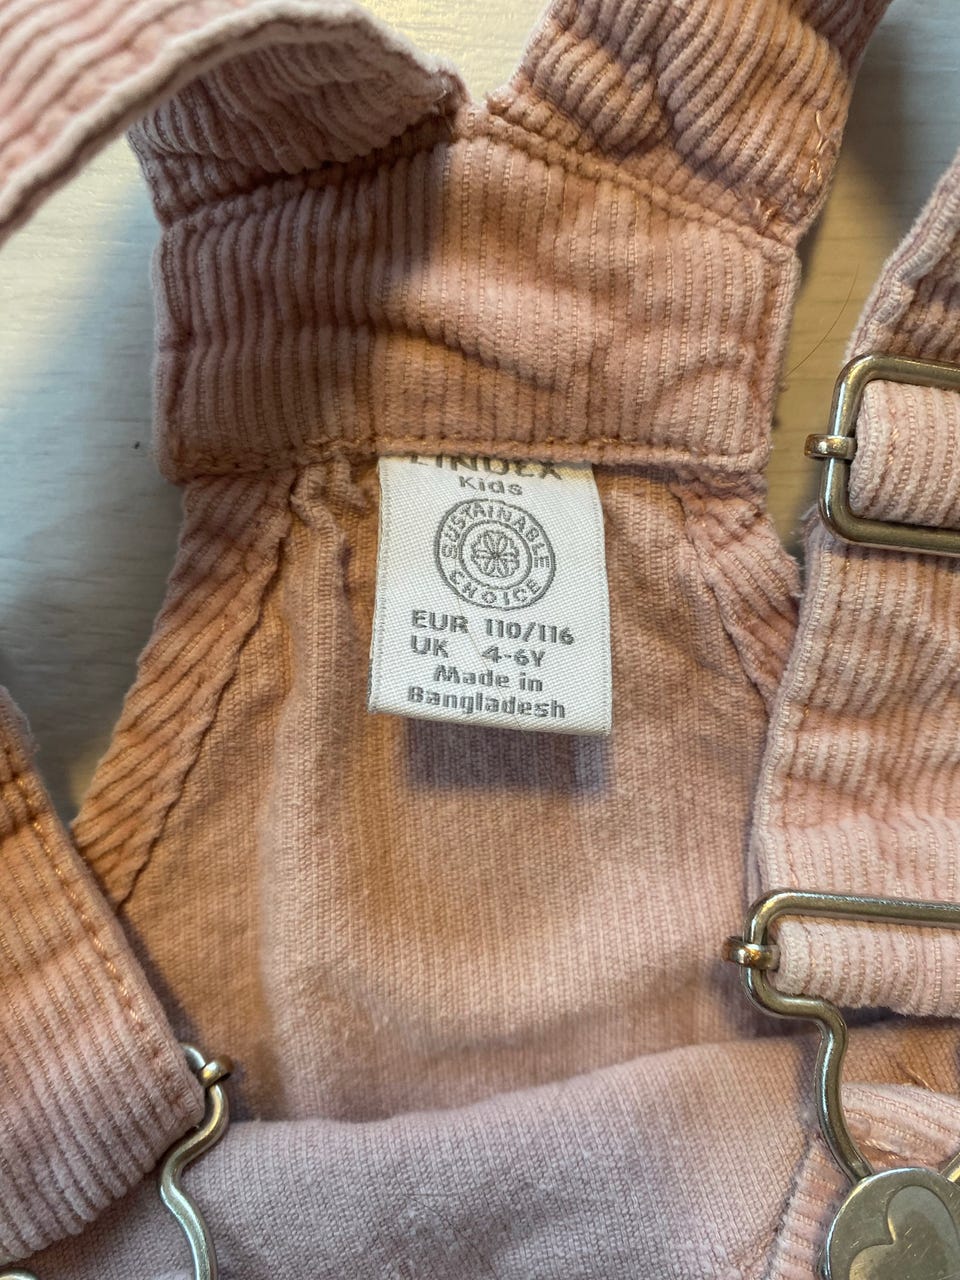 LINDEX
Kids
SUSTAINABLE
CHOICE
EUR 110/116
UK 4-6Y
Made in
Bangladesh